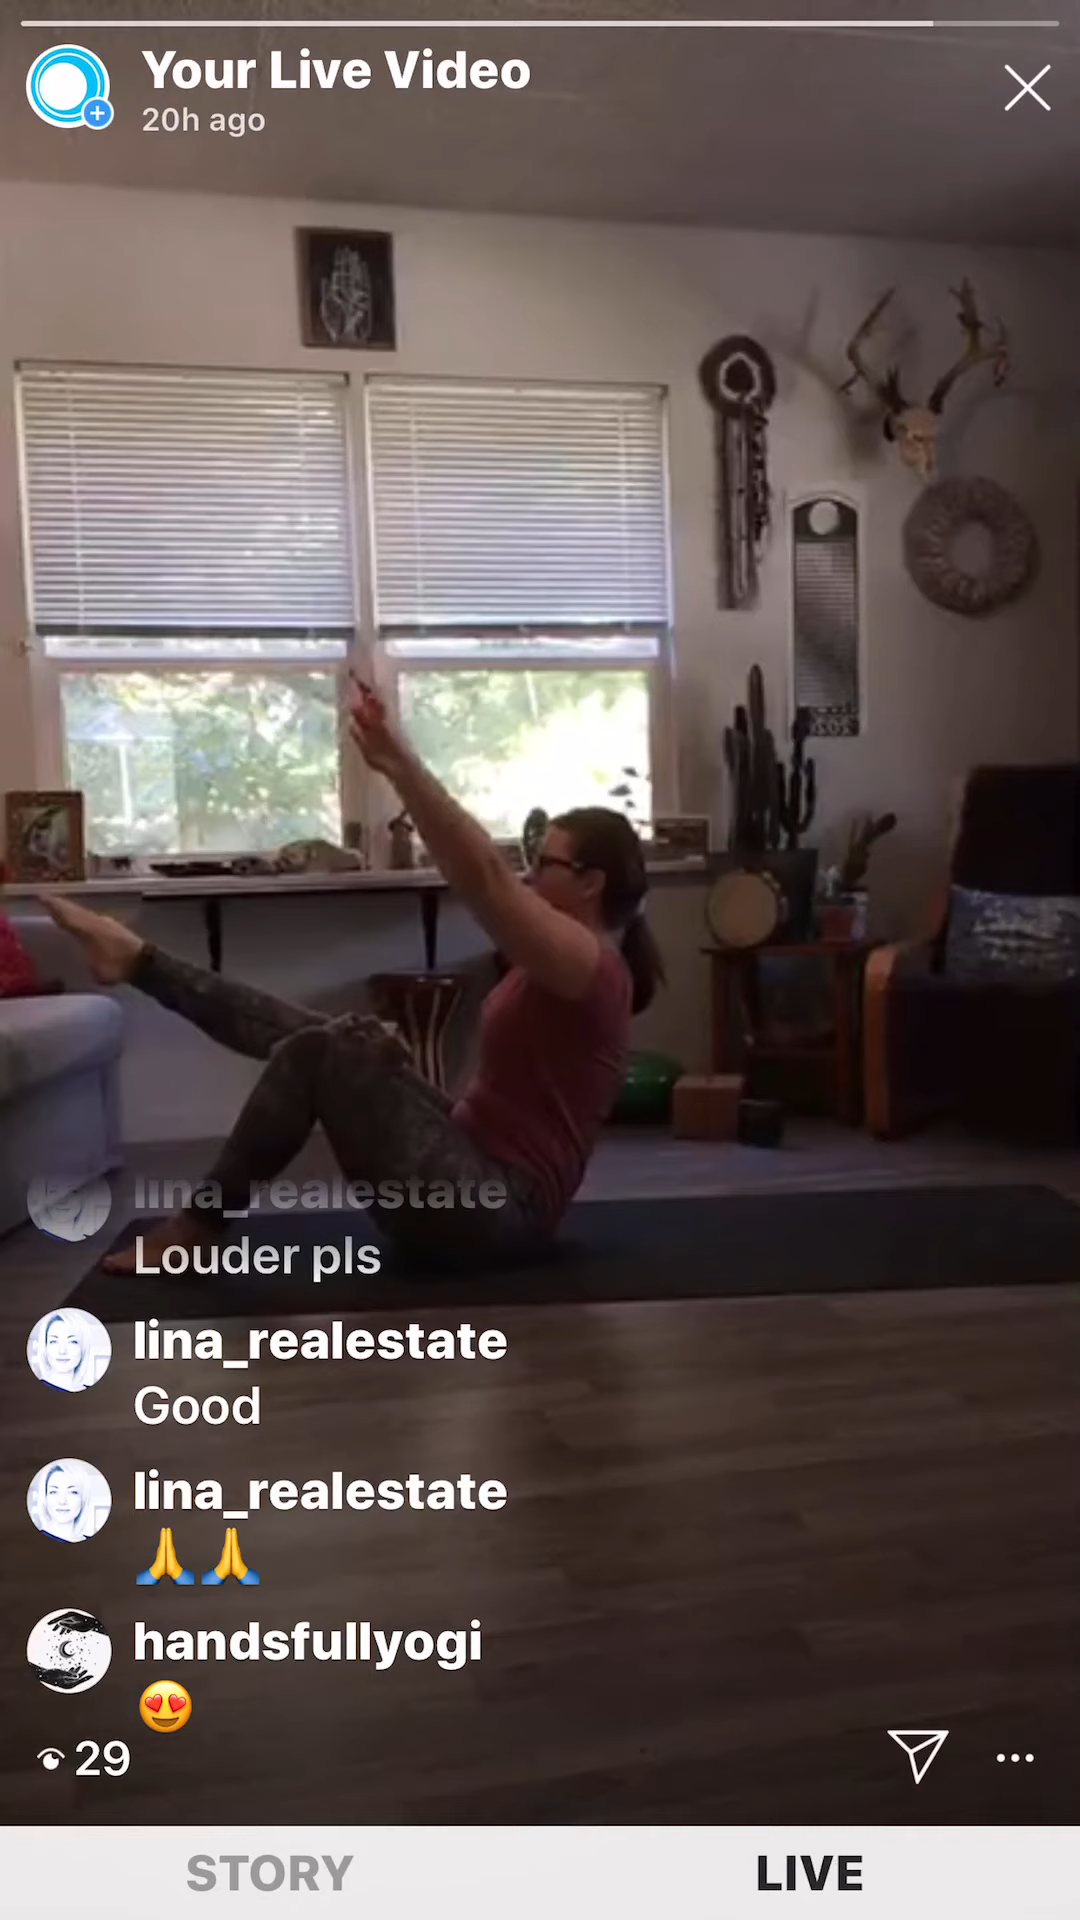 Your Live Video
20h ago
lina_realestate
Louder pls
lina_realestate
Good
lina_realestate
🙏🙏
handsfullyogi
😍
29
STORY
LIVE